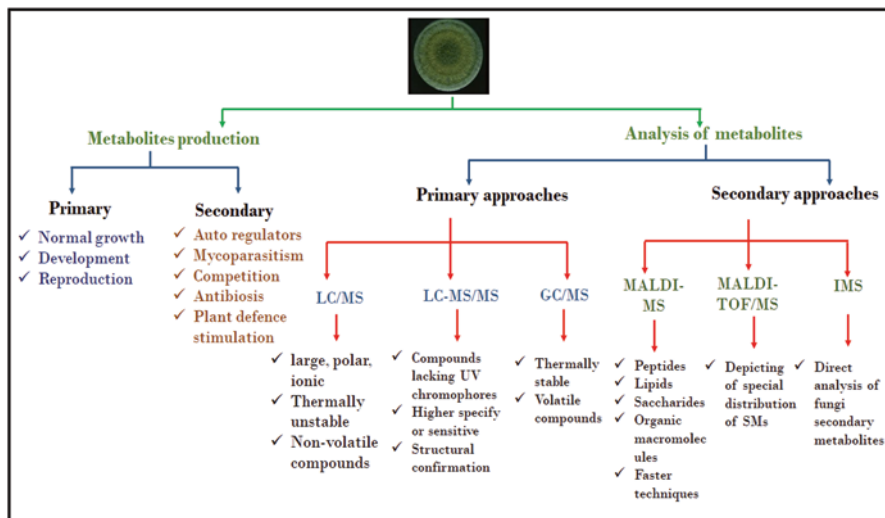 Metabolites production
Analysis of metabolites
Primary
✓ Normal growth
✓ Development
✓ Reproduction
Secondary
✓ Auto regulators
✓ Mycoparasitism
✓ Competition
✓ Antibiosis
✓ Plant defence
stimulation
Primary approaches
Secondary approaches
LC/MS
✓ large, polar,
ionic
✓ Thermally
unstable
✓ Non-volatile
compounds
LC-MS/MS
✓ Compounds
lacking UV
chromophores
✓ Higher specify
or sensitive
✓ Structural
confirmation
GC/MS
✓ Thermally
stable
✓ Volatile
compounds
MALDI-
MS
✓ Peptides
✓ Lipids
✓ Saccharides
✓ Organic
macromolec
ules
✓ Faster
techniques
MALDI-
TOF/MS
✓ Depicting
of special
distribution
of SMs
IMS
✓ Direct
analysis of
fungi
secondary
metabolites